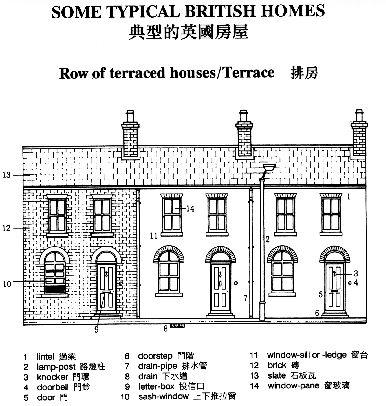 SOME TYPICAL BRITISH HOMES
典型的英國房屋
Row of terraced houses/Terrace 排房
13
14
1
12
11
2
3
4
10
9
7
5
6
8
1 lintel 過梁
2 lamp-post 路燈柱
3 knocker 門環
4 doorbell 門鈴
5 door 門
6 doorstep 門階
7 drain-pipe 排水管
8 drain 下水道
9 letter-box 投信口
10 sash-window 上下推拉窗
11 window-sill or -ledge 窗台
12 brick 磚
13 slate 石板瓦
14 window-pane 窗玻璃